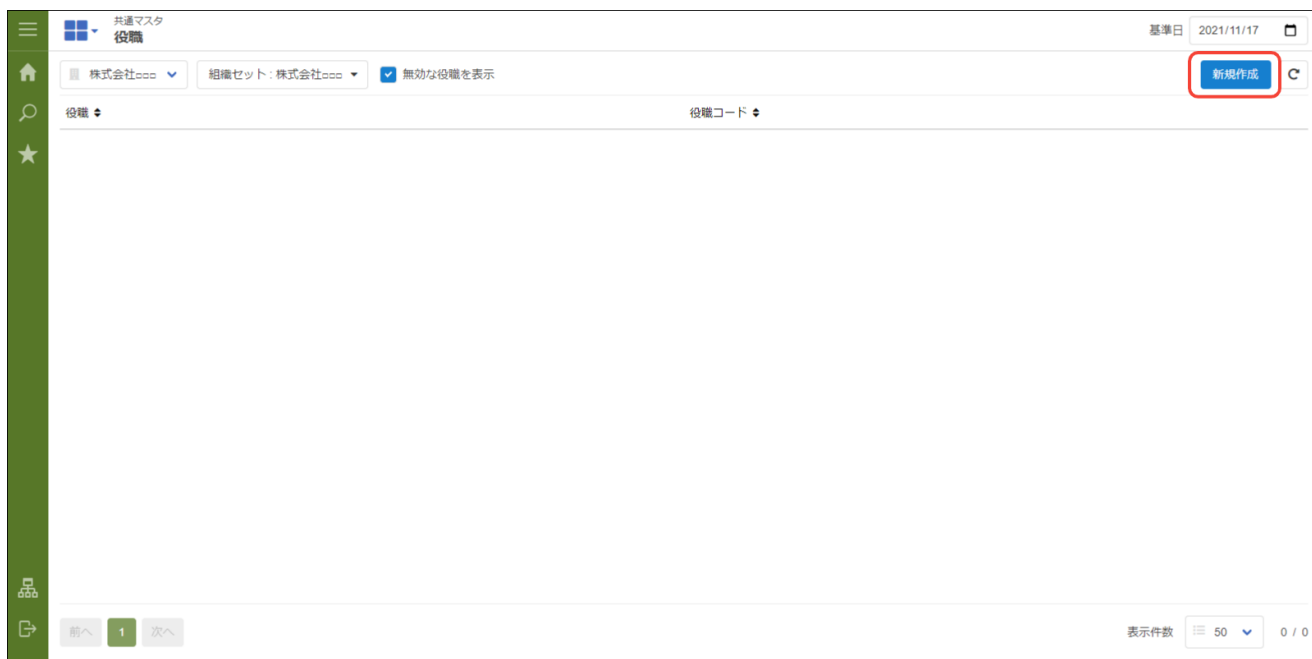 共通マスタ
役職
基準日 2021/11/17
株式会社□□□ 組織セット : 株式会社□□□ 無効な役職を表示 新規作成
役職 役職コード
前へ 1 次へ 表示件数 50 0 / 0